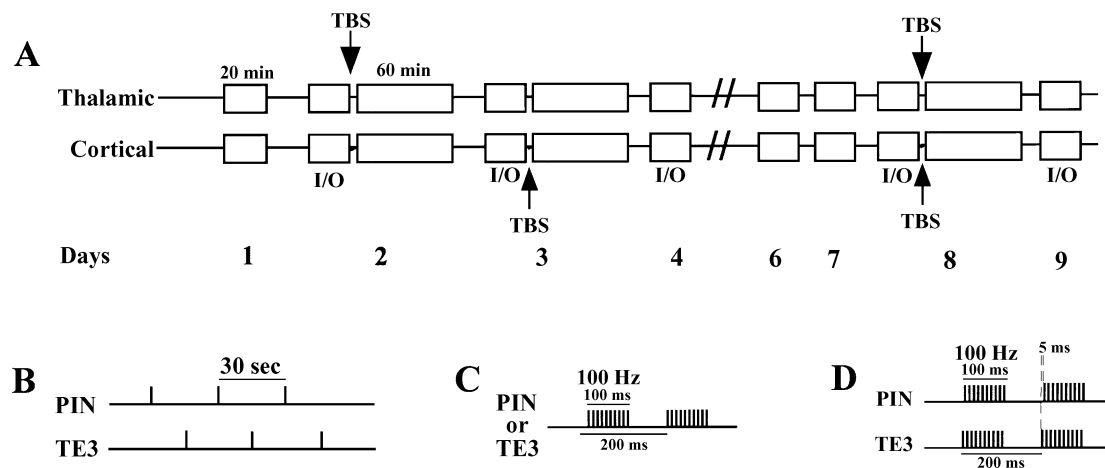 A
TBS
TBS
20 min
60 min
Thalamic
Cortical
I/O
I/O
I/O
I/O
I/O
TBS
TBS
Days
1
2
3
4
6
7
8
9
B
30 sec
PIN
TE3
C
100 Hz
100 ms
PIN
or
TE3
200 ms
D
5 ms
100 Hz
100 ms
PIN
TE3
200 ms